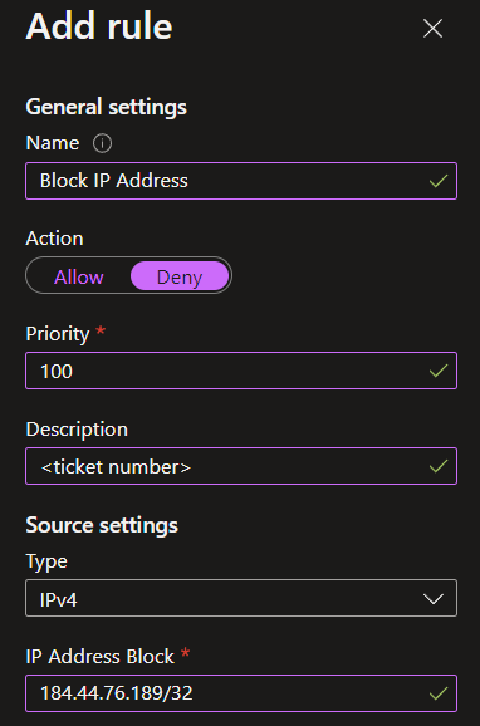 Add rule
General settings
Name
Block IP Address
Action
Allow Deny
Priority *
100
Description
<ticket number>
Source settings
Type
IPv4
IP Address Block *
184.44.76.189/32